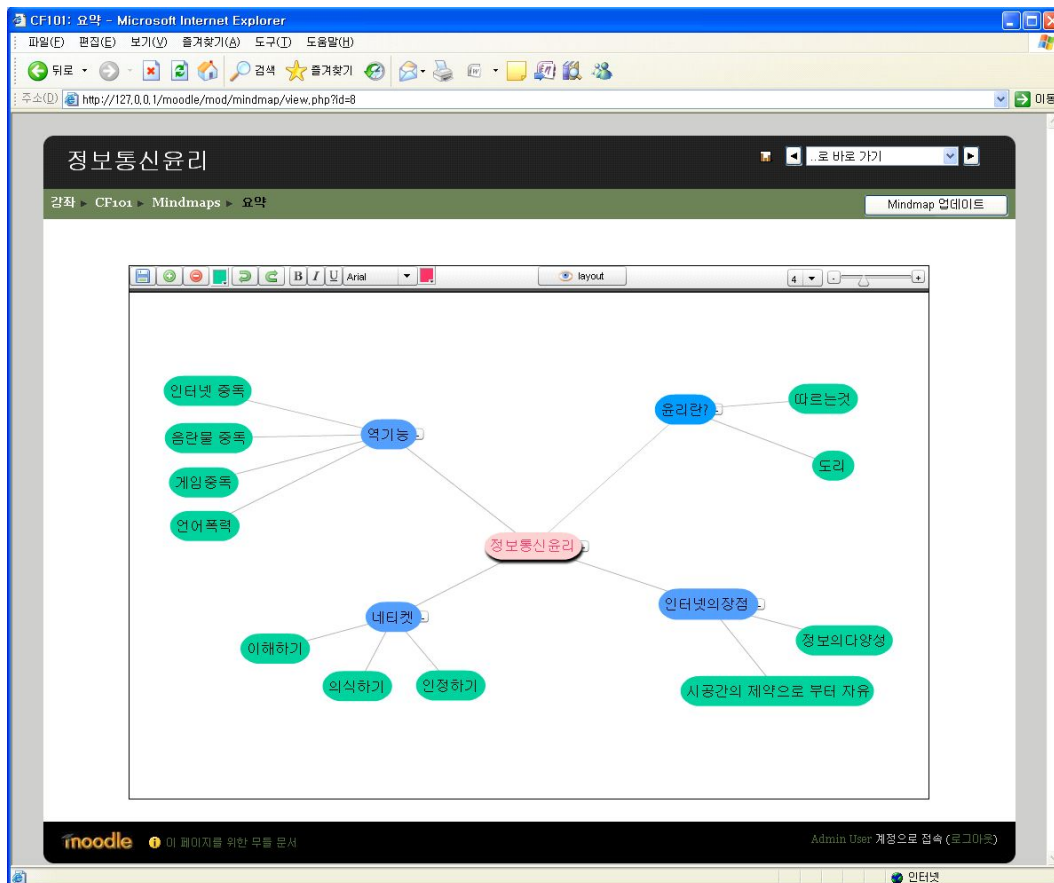 CF101: 요약 - Microsoft Internet Explorer
파일(F) 편집(E) 보기(V) 즐겨찾기(A) 도구(T) 도움말(H)
뒤로 검색 즐겨찾기
주소(D) http://127.0.0.1/moodle/mod/mindmap/view.php?id=8 이동
정보통신윤리
..로 바로 가기
강좌 ► CF101 ► Mindmaps ► 요약
Mindmap 업데이트
B I U Arial layout 4 - +
인터넷 중독
음란물 중독
게임중독
언어폭력
역기능
윤리란?
따르는것
도리
정보통신윤리
네티켓
이해하기
의식하기
인정하기
인터넷의장점
정보의다양성
시공간의 제약으로 부터 자유
moodle 이 페이지를 위한 무들 문서
Admin User 계정으로 접속 (로그아웃)
인터넷